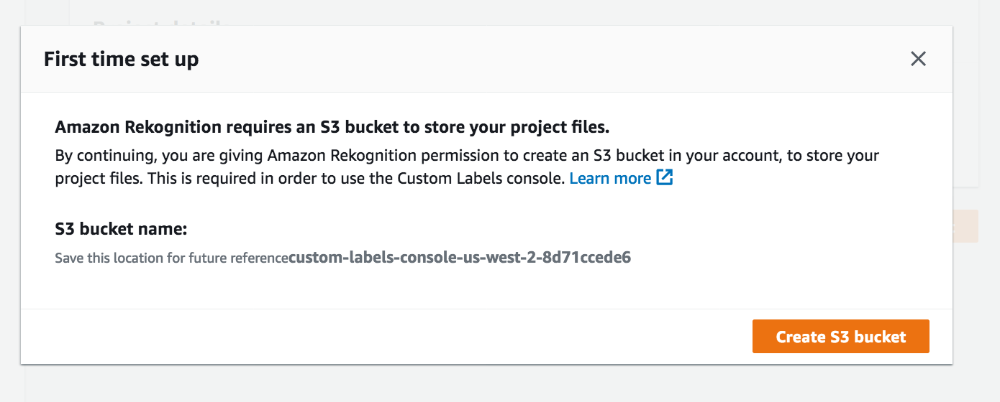 Project details
First time set up
Amazon Rekognition requires an S3 bucket to store your project files.
By continuing, you are giving Amazon Rekognition permission to create an S3 bucket in your account, to store your
project files. This is required in order to use the Custom Labels console. Learn more
S3 bucket name:
Save this location for future referencecustom-labels-console-us-west-2-8d71ccede6
Create S3 bucket